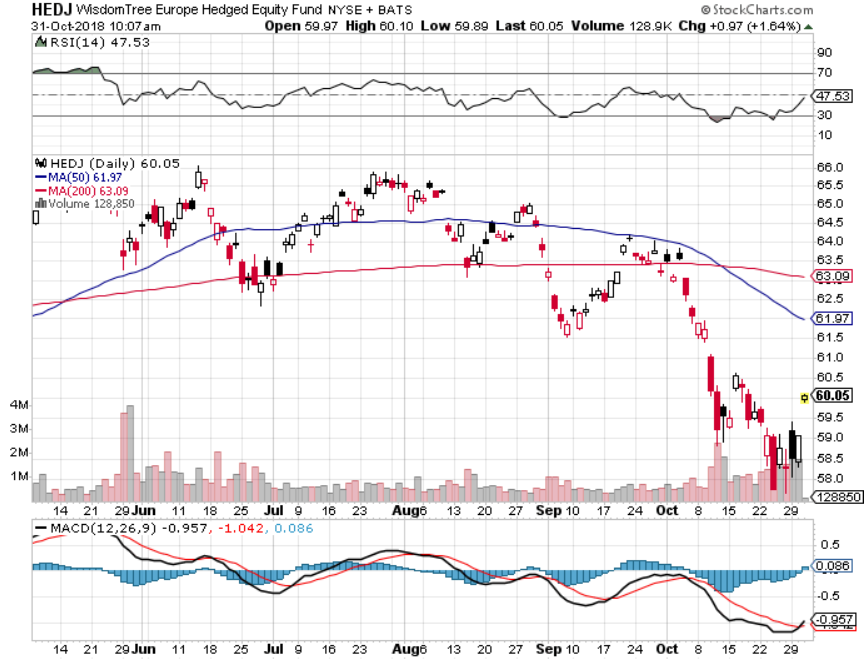 HEDJ WisdomTree Europe Hedged Equity Fund NYSE + BATS © StockCharts.com
31-Oct-2018 10:07am Open 59.97 High 60.10 Low 59.89 Last 60.05 Volume 128.9K Chg +0.97 (+1.64%)
RSI(14) 47.53
90
70
47.53
30
10
HEDJ (Daily) 60.05
MA(50) 61.97
MA(200) 63.09
Volume 128,850
66.0
65.5
65.0
64.5
64.0
63.5
63.09
62.5
61.97
61.5
61.0
60.05
59.5
59.0
58.5
58.0
4M
3M
2M
1M
128850
14 21 29 Jun 11 18 25 Jul 9 16 23 Aug 6 13 20 27 Sep 10 17 24 Oct 8 15 22 29
MACD(12,26,9) -0.957, -1.042, 0.086
0.5
0.086
-0.5
-0.957
14 21 29 Jun 11 18 25 Jul 9 16 23 Aug 6 13 20 27 Sep 10 17 24 Oct 8 15 22 29